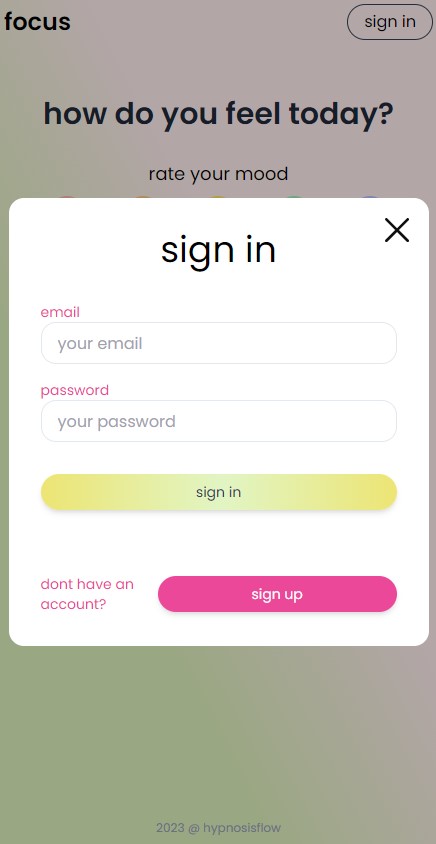 focus
sign in
how do you feel today?
rate your mood
sign in
email
your email
password
your password
sign in
dont have an
account?
sign up
2023 @ hypnosisflow